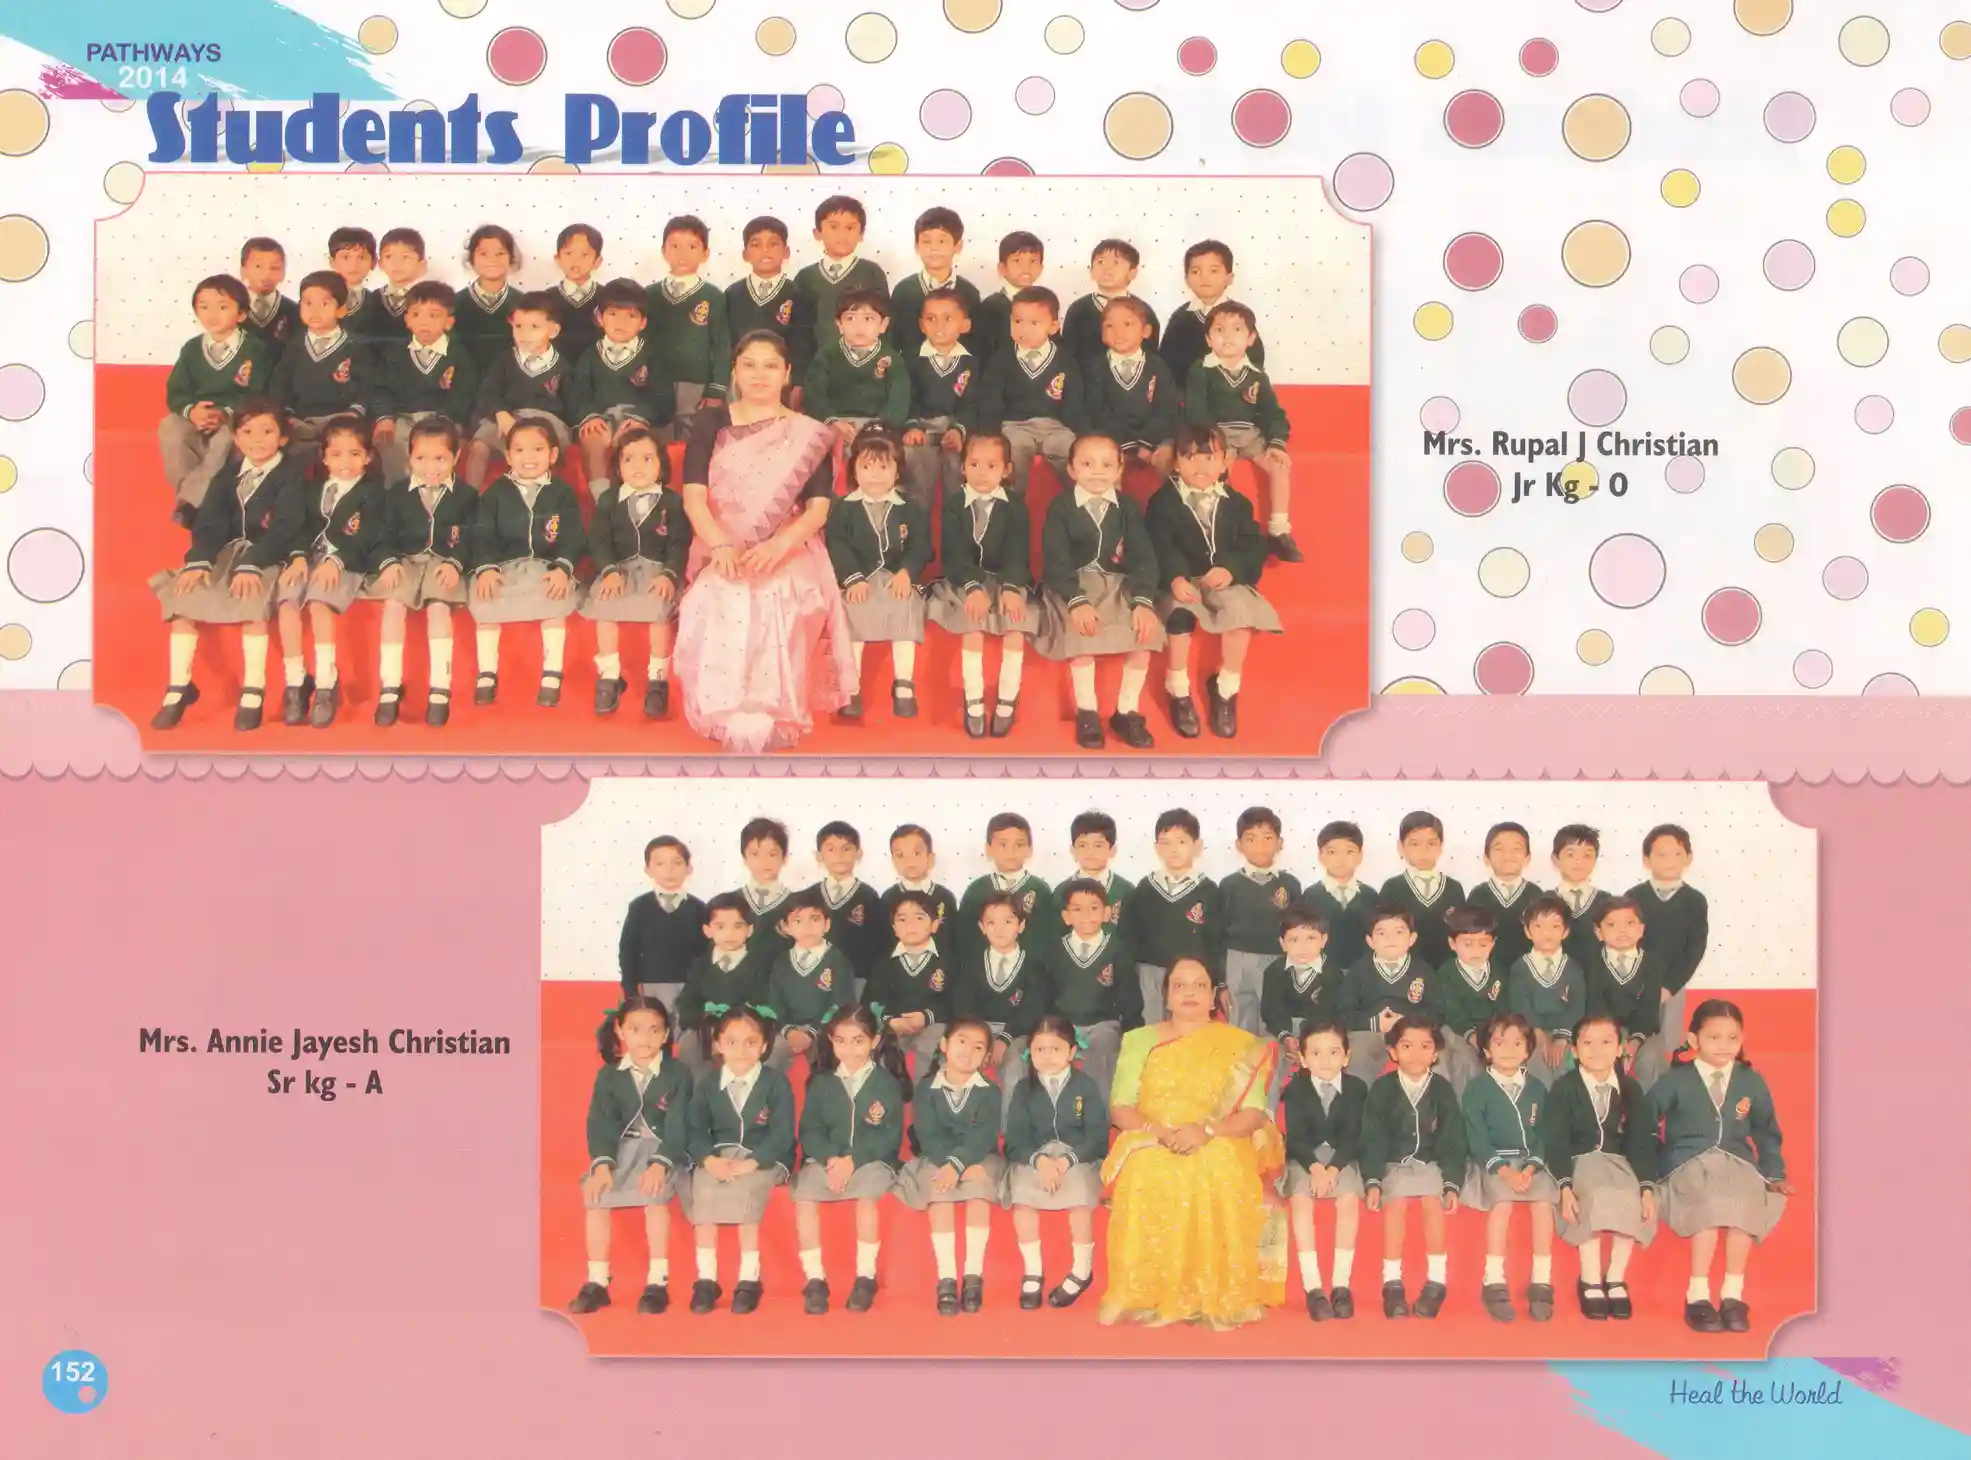 PATHWAYS
2014
Students Profile
Mrs. Rupal J Christian
Jr Kg - O
Mrs. Annie Jayesh Christian
Sr kg - A
152
Heal the World